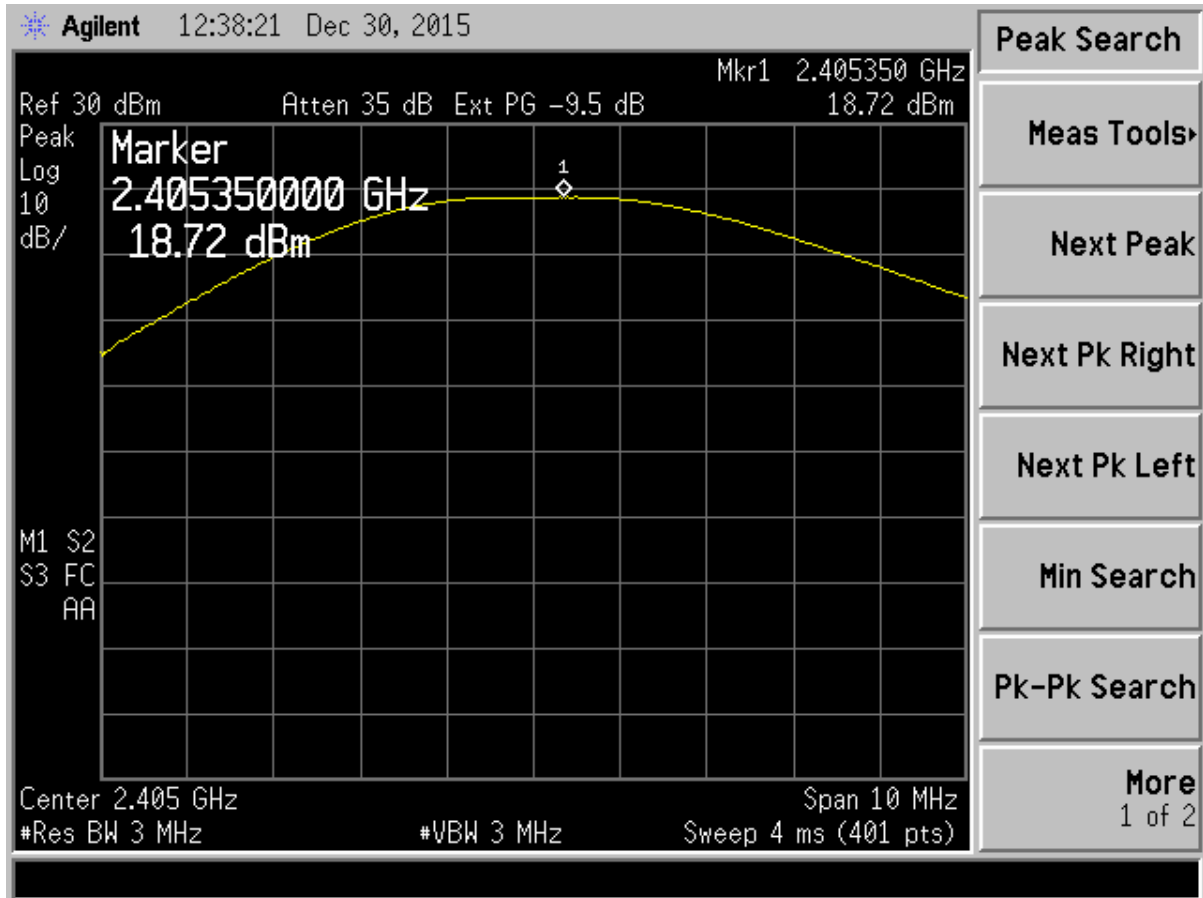 Agilent 12:38:21 Dec 30, 2015
Peak Search
Mkr1 2.405350 GHz
Ref 30 dBm Atten 35 dB Ext PG -9.5 dB 18.72 dBm
Peak
Log
10
dB/
Marker
2.405350000 GHz
18.72 dBm
1
M1 S2
S3 FC
AA
Center 2.405 GHz Span 10 MHz
#Res BW 3 MHz #VBW 3 MHz Sweep 4 ms (401 pts)
Meas Tools▸
Next Peak
Next Pk Right
Next Pk Left
Min Search
Pk-Pk Search
More
1 of 2